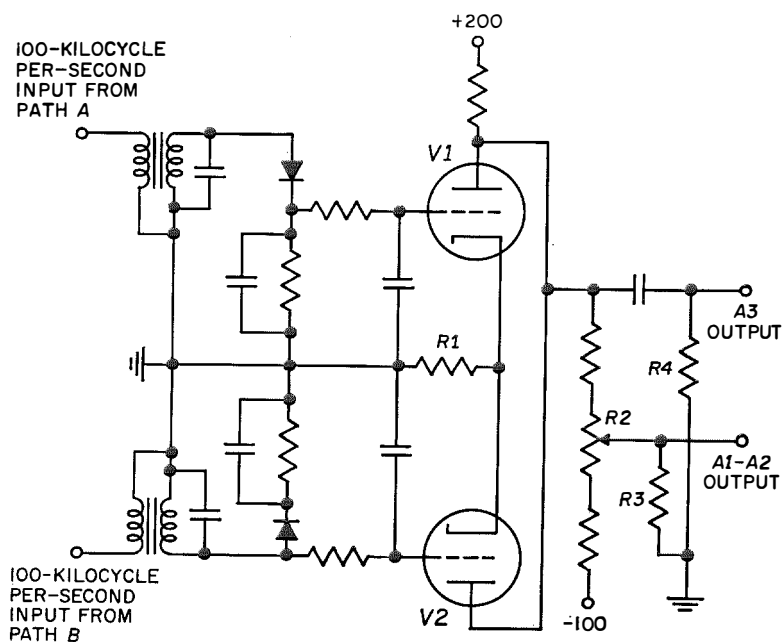 100-KILOCYCLE
PER-SECOND
INPUT FROM
PATH A
+200
V1
R1
A3
OUTPUT
R4
R2
A1-A2
OUTPUT
R3
-100
V2
100-KILOCYCLE
PER-SECOND
INPUT FROM
PATH B